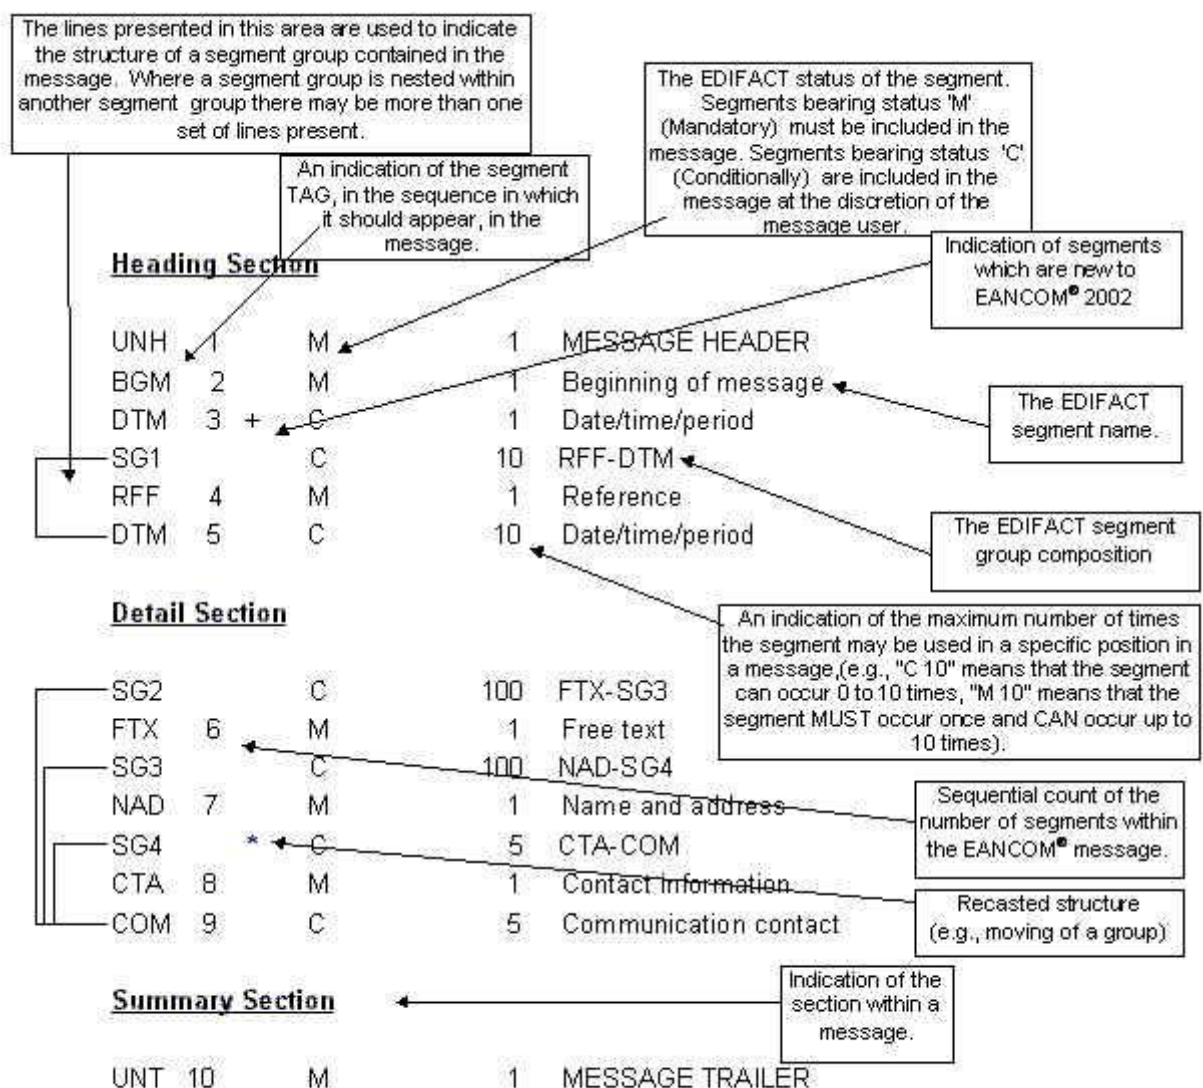 The lines presented in this area are used to indicate
the structure of a segment group contained in the
message. Where a segment group is nested within
another segment group there may be more than one
set of lines present.
The EDIFACT status of the segment.
Segments bearing status 'M'
(Mandatory) must be included in the
message. Segments bearing status 'C'
(Conditionally) are included in the
message at the discretion of the
message user.
An indication of the segment
TAG, in the sequence in which
it should appear, in the
message.
Indication of segments
which are new to
EANCOM® 2002
Heading Section
UNH 1 M 1 MESSAGE HEADER
BGM 2 M 1 Beginning of message
DTM 3 + C 1 Date/time/period
SG1 C 10 RFF-DTM
RFF 4 M 1 Reference
DTM 5 C 10 Date/time/period
The EDIFACT
segment name.
The EDIFACT segment
group composition
Detail Section
An indication of the maximum number of times
the segment may be used in a specific position in
a message,(e.g., "C 10" means that the segment
can occur 0 to 10 times, "M 10" means that the
segment MUST occur once and CAN occur up to
10 times).
SG2 C 100 FTX-SG3
FTX 6 M 1 Free text
SG3 C 100 NAD-SG4
NAD 7 M 1 Name and address
SG4 * C 5 CTA-COM
CTA 8 M 1 Contact Information
COM 9 C 5 Communication contact
Sequential count of the
number of segments within
the EANCOM® message.
Recasted structure
(e.g., moving of a group)
Indication of the
section within a
message.
Summary Section
UNT 10 M 1 MESSAGE TRAILER